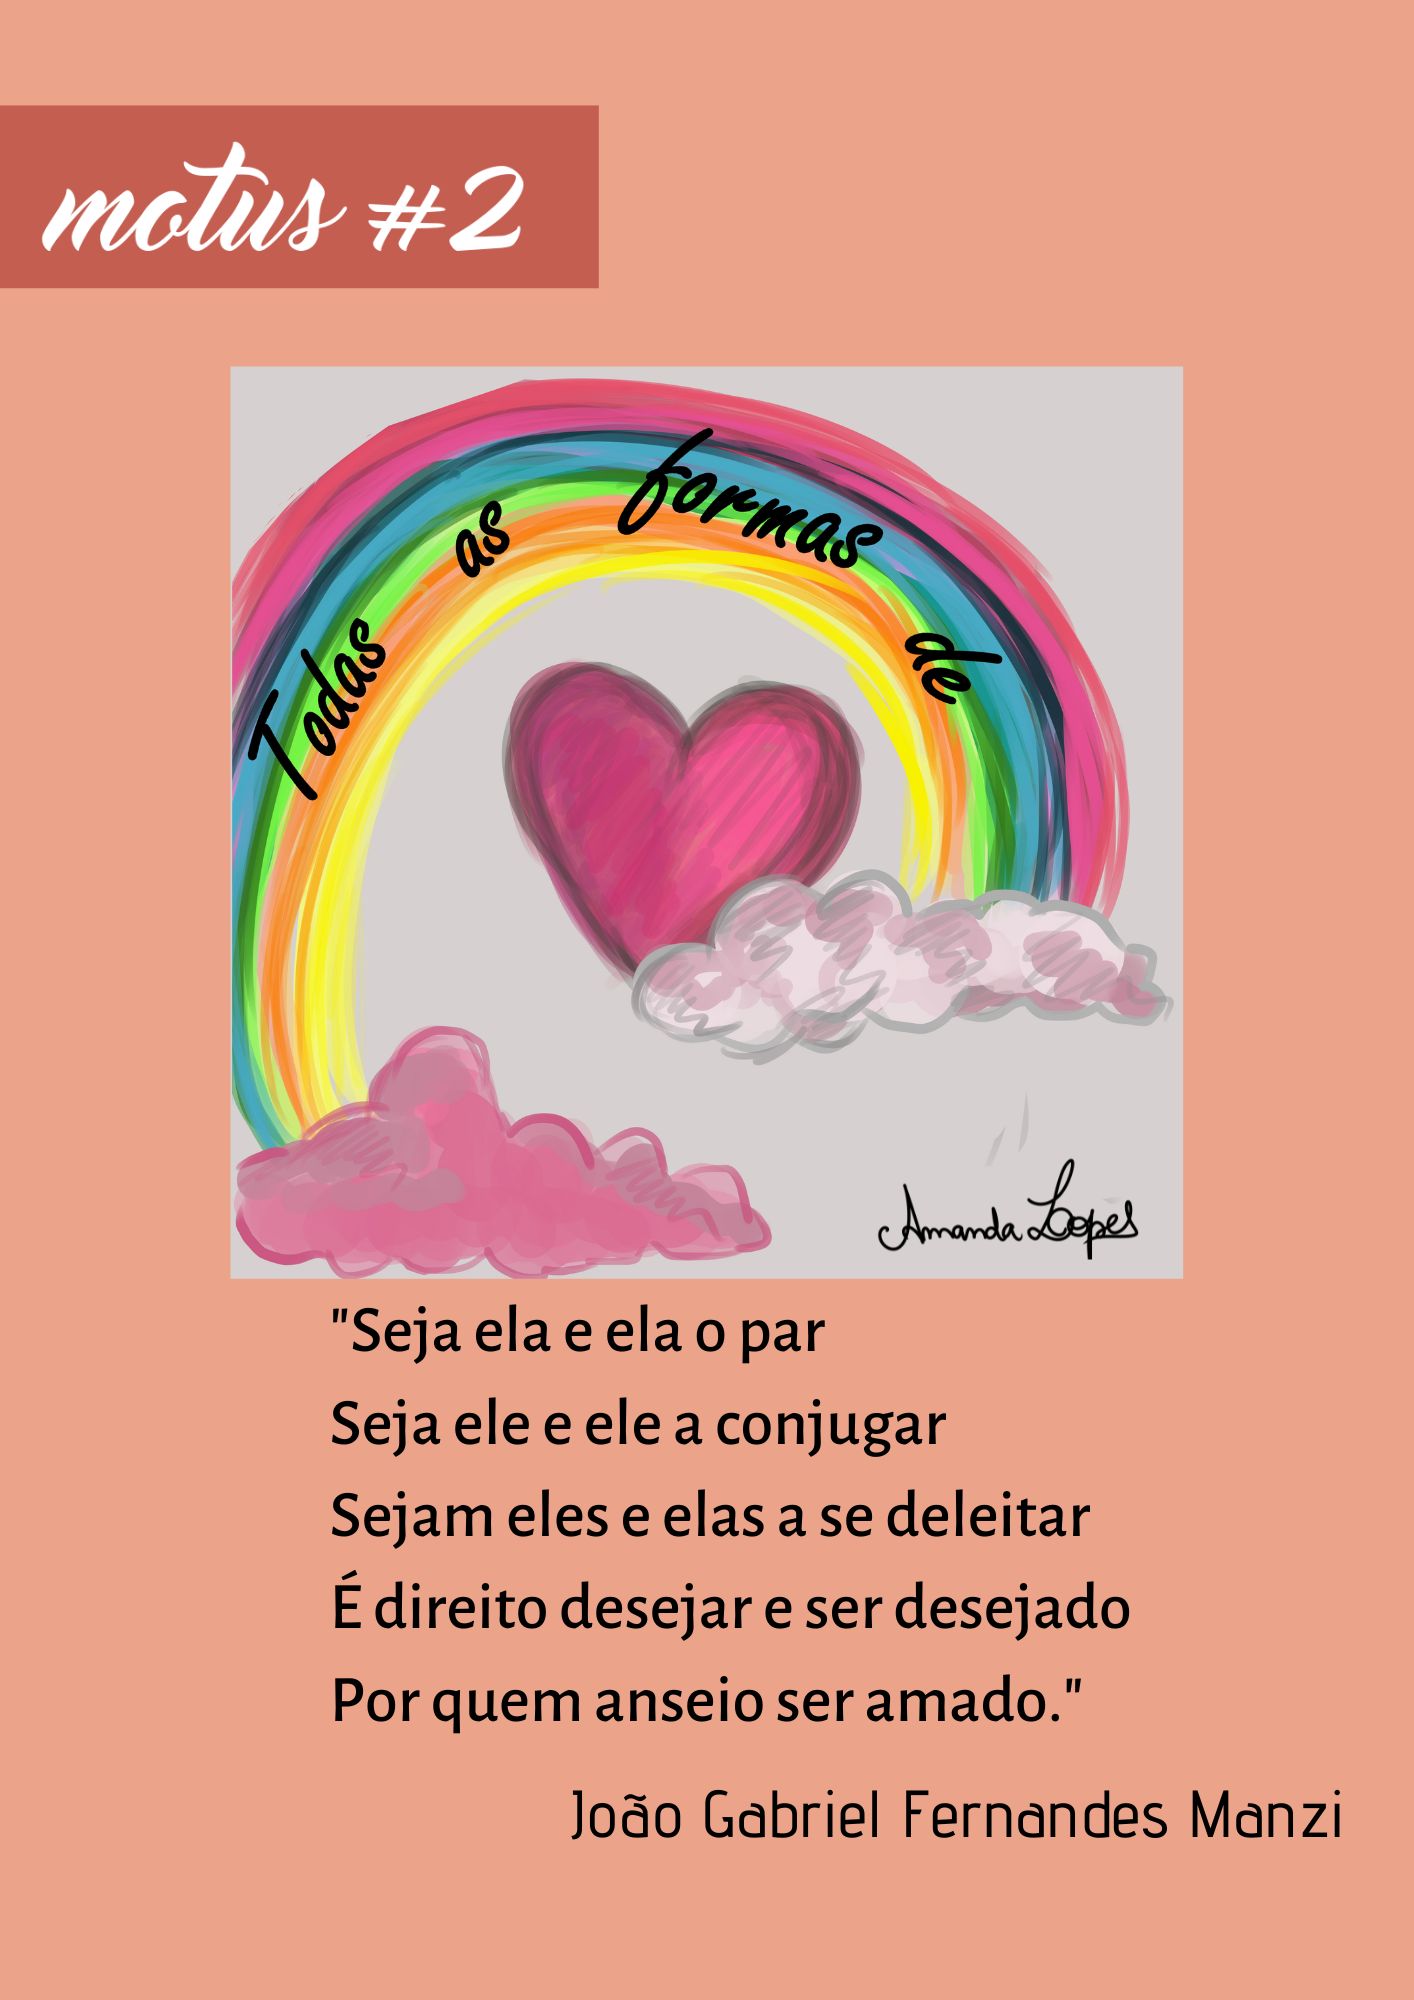 motus #2
Todas as formas de
Amanda Lopes
"Seja ela e ela o par
Seja ele e ele a conjugar
Sejam eles e elas a se deleitar
É direito desejar e ser desejado
Por quem anseio ser amado."
João Gabriel Fernandes Manzi